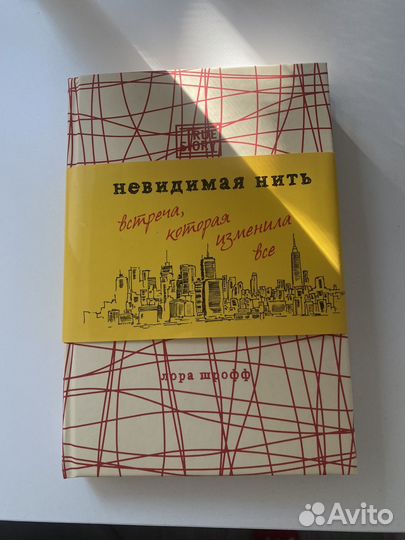 TRUE
STORY
невидимая нить
встреча,
которая
изменила
все
лора шрофф
Avito